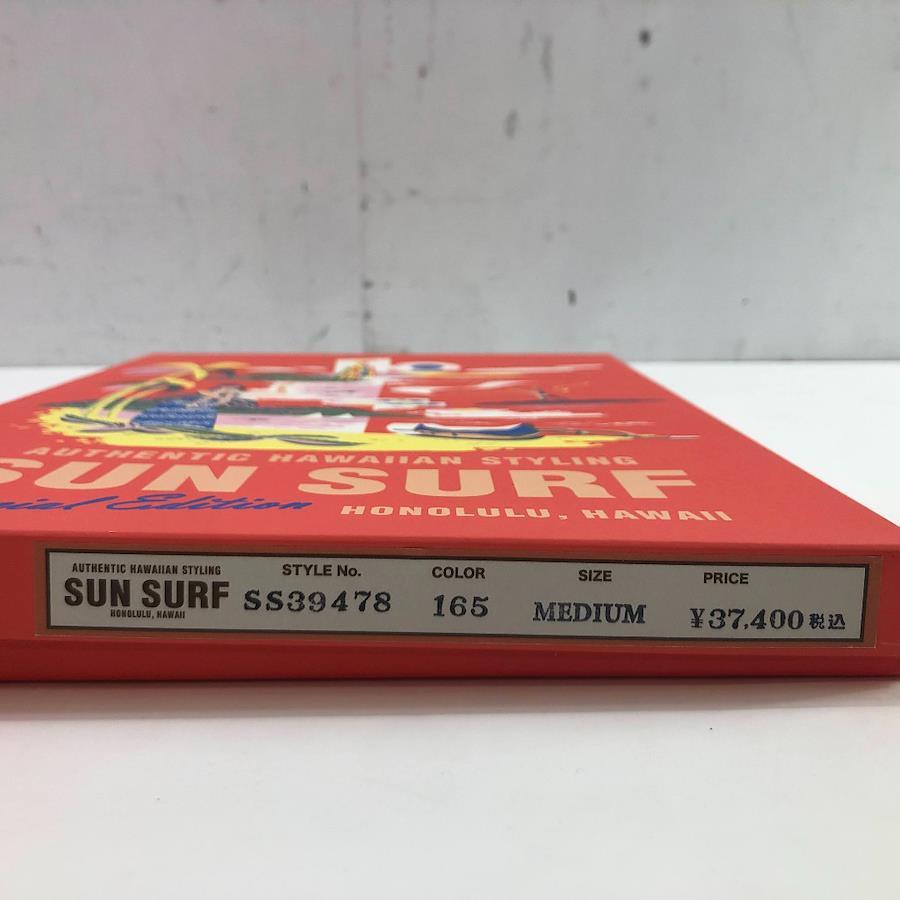 AUTHENTIC HAWAIIAN STYLING
SUN SURF
Special Edition
HONOLULU, HAWAII
AUTHENTIC HAWAIIAN STYLING
SUN SURF
HONOLULU, HAWAII
STYLE No.
SS39478
COLOR
165
SIZE
MEDIUM
PRICE
¥37,400税込